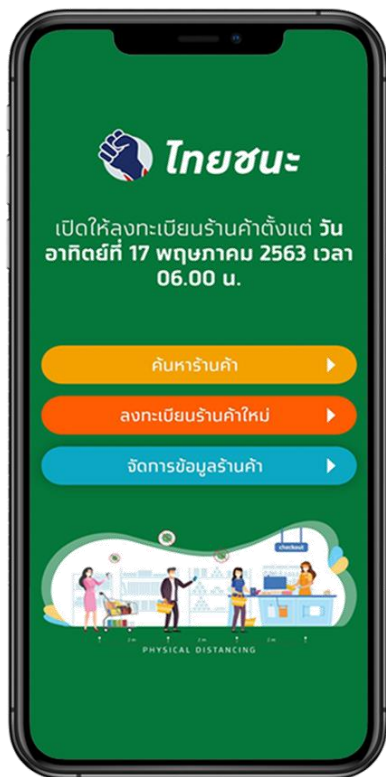 ไทยชนะ
เปิดให้ลงทะเบียนร้านค้าตั้งแต่ วัน
อาทิตย์ที่ 17 พฤษภาคม 2563 เวลา
06.00 น.
ค้นหาร้านค้า
ลงทะเบียนร้านค้าใหม่
จัดการข้อมูลร้านค้า
checkout
2 m 2 m 2 m
PHYSICAL DISTANCING